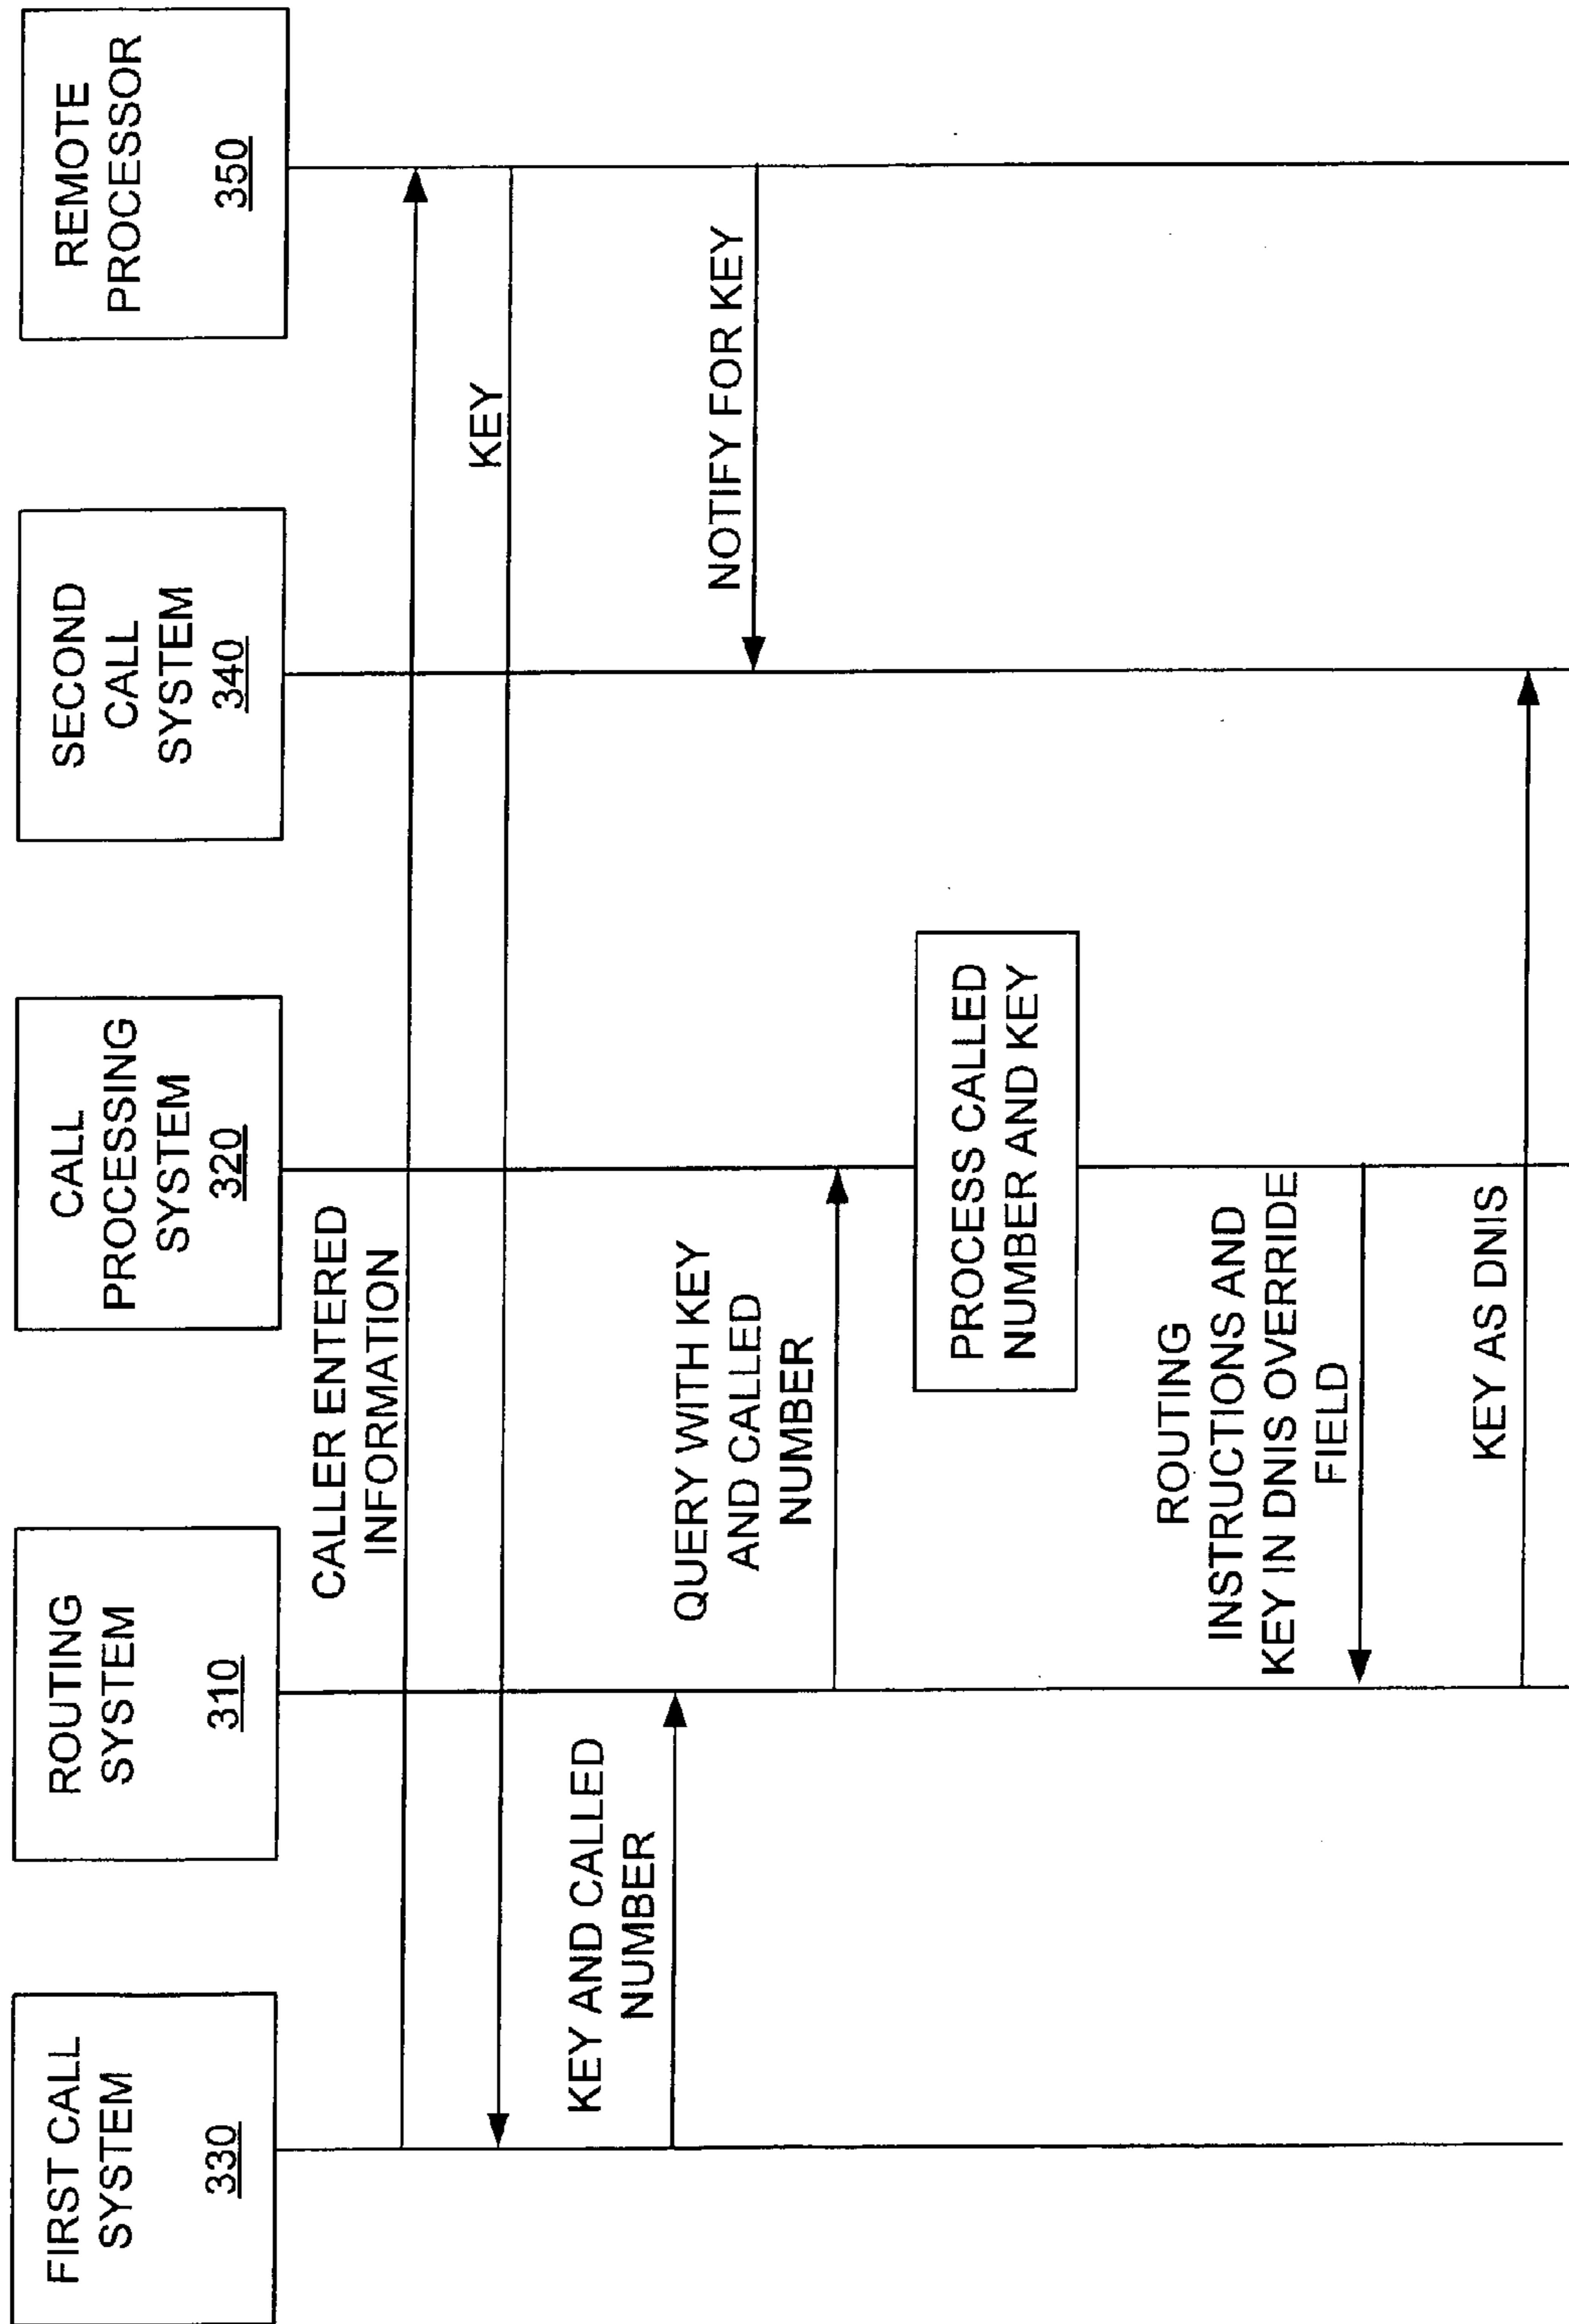 FIRST CALL
SYSTEM
330
ROUTING
SYSTEM
310
CALL
PROCESSING
SYSTEM
320
SECOND
CALL
SYSTEM
340
REMOTE
PROCESSOR
350
CALLER ENTERED
INFORMATION
KEY
KEY AND CALLED
NUMBER
NOTIFY FOR KEY
QUERY WITH KEY
AND CALLED
NUMBER
PROCESS CALLED
NUMBER AND KEY
ROUTING
INSTRUCTIONS AND
KEY IN DNIS OVERRIDE
FIELD
KEY AS DNIS